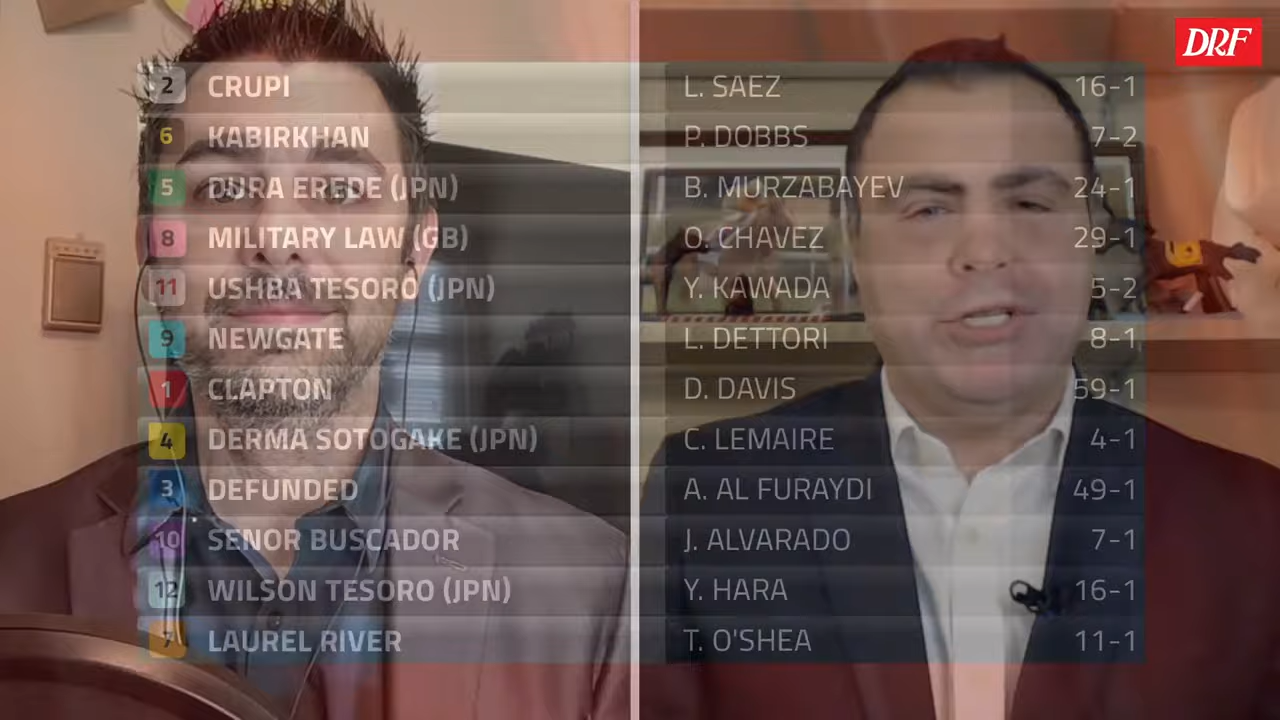 DRF
2 CRUPI L. SAEZ 16-1
6 KABIRKHAN P. DOBBS 7-2
5 DURA EREDE (JPN) B. MURZABAYEV 24-1
8 MILITARY LAW (GB) O. CHAVEZ 29-1
11 USHBA TESORO (JPN) Y. KAWADA 5-2
9 NEWGATE L. DETTORI 8-1
1 CLAPTON D. DAVIS 59-1
4 DERMA SOTOGAKE (JPN) C. LEMAIRE 4-1
3 DEFUNDED A. AL FURAYDI 49-1
10 SENOR BUSCADOR J. ALVARADO 7-1
12 WILSON TESORO (JPN) Y. HARA 16-1
7 LAUREL RIVER T. O'SHEA 11-1